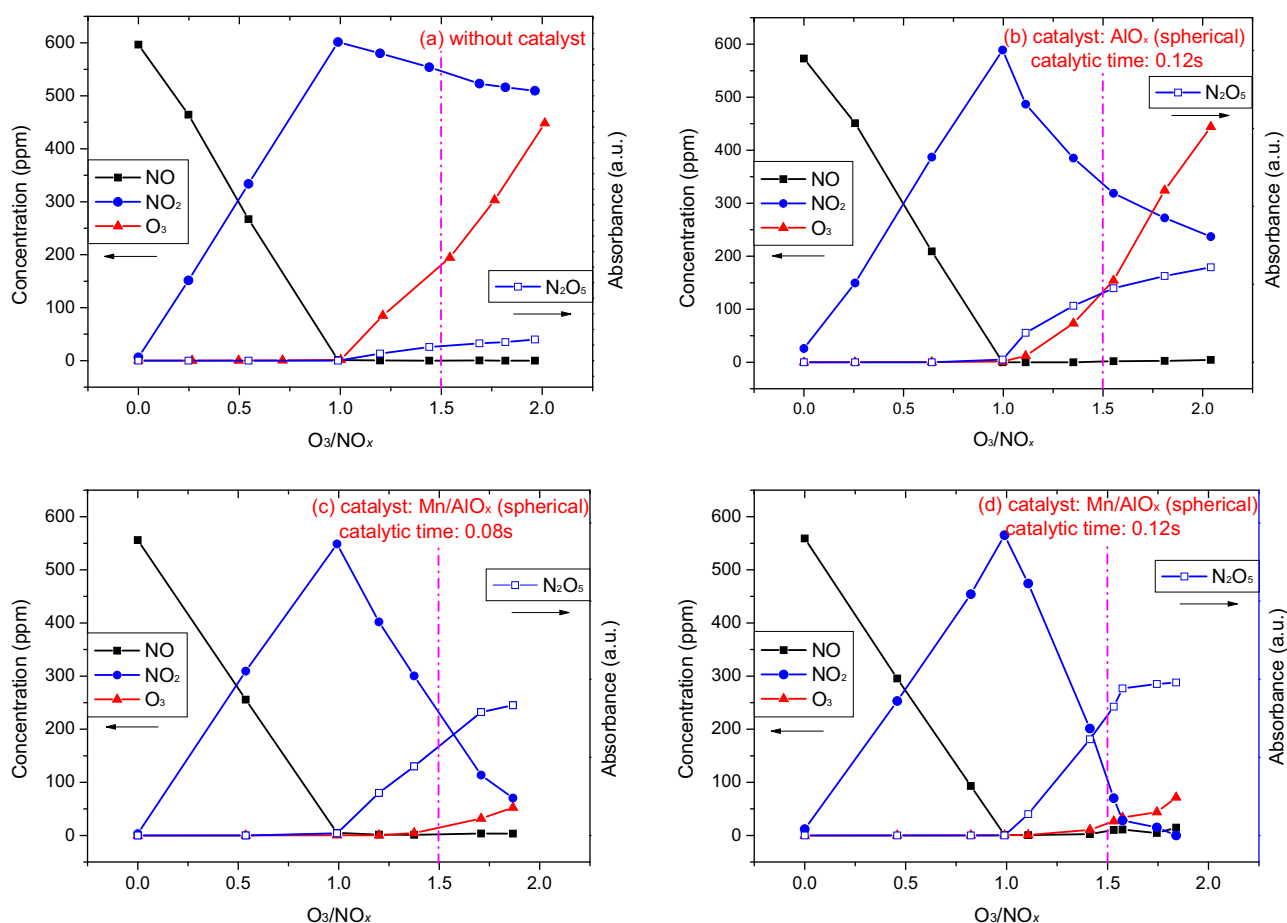 (a) without catalyst
600
500
400
300
200
100
0
Concentration (ppm)
NO
NO₂
O₃
N₂O₅
Absorbance (a.u.)
0.0 0.5 1.0 1.5 2.0
O₃/NOx
(b) catalyst: AlOₓ (spherical)
catalytic time: 0.12s
600
500
400
300
200
100
0
Concentration (ppm)
NO
NO₂
O₃
N₂O₅
Absorbance (a.u.)
0.0 0.5 1.0 1.5 2.0
O₃/NOx
(c) catalyst: Mn/AlOₓ (spherical)
catalytic time: 0.08s
600
500
400
300
200
100
0
Concentration (ppm)
NO
NO₂
O₃
N₂O₅
Absorbance (a.u.)
0.0 0.5 1.0 1.5 2.0
O₃/NOx
(d) catalyst: Mn/AlOₓ (spherical)
catalytic time: 0.12s
600
500
400
300
200
100
0
Concentration (ppm)
NO
NO₂
O₃
N₂O₅
Absorbance (a.u.)
0.0 0.5 1.0 1.5 2.0
O₃/NOx